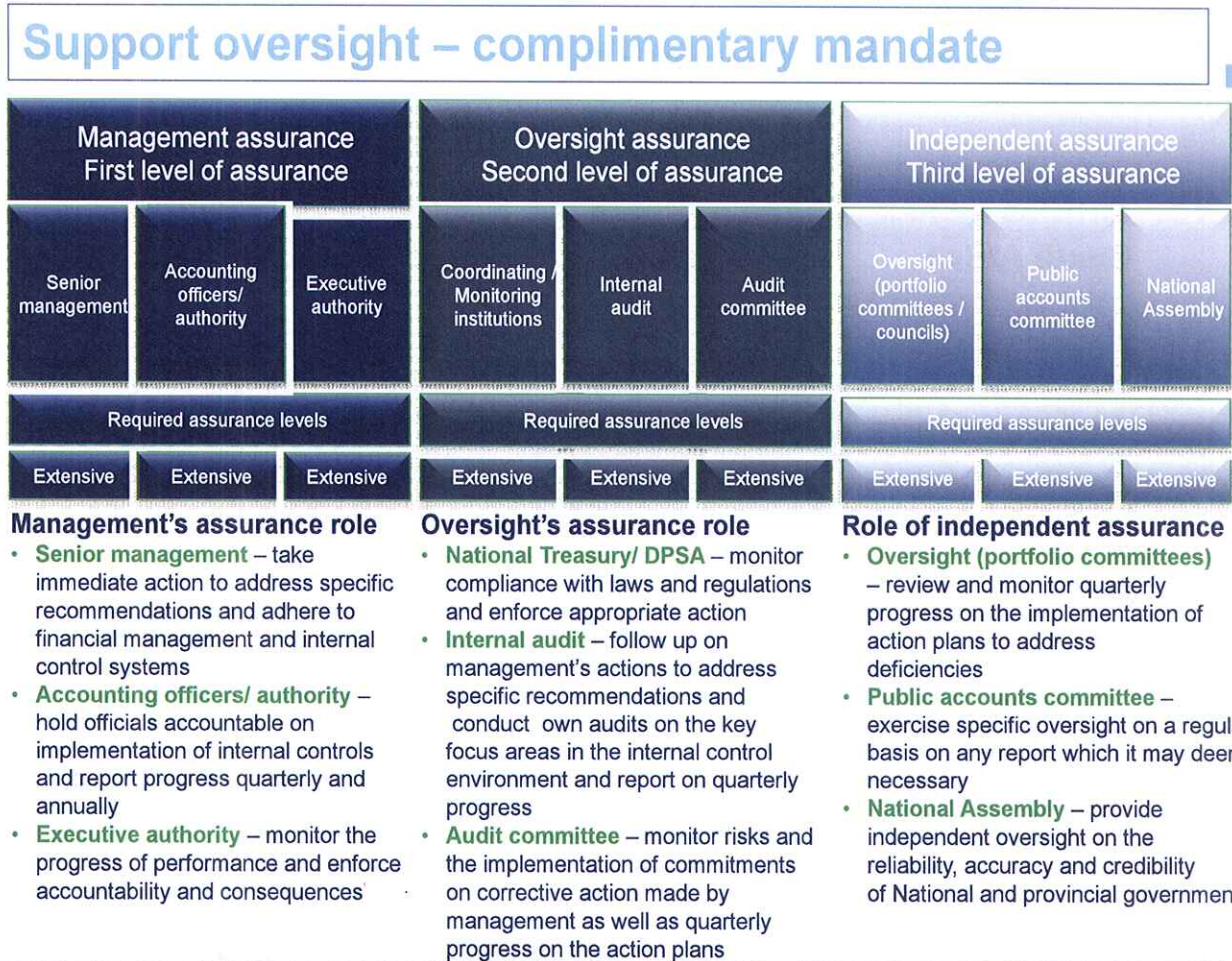 Support oversight – complimentary mandate
Management assurance
First level of assurance
Oversight assurance
Second level of assurance
Independent assurance
Third level of assurance
Senior
management
Accounting
officers/
authority
Executive
authority
Coordinating /
Monitoring
institutions
Internal
audit
Audit
committee
Oversight
(portfolio
committees /
councils)
Public
accounts
committee
National
Assembly
Required assurance levels
Required assurance levels
Required assurance levels
Extensive
Extensive
Extensive
Extensive
Extensive
Extensive
Extensive
Extensive
Extensive
Management's assurance role
• Senior management – take
immediate action to address specific
recommendations and adhere to
financial management and internal
control systems
• Accounting officers/ authority –
hold officials accountable on
implementation of internal controls
and report progress quarterly and
annually
• Executive authority – monitor the
progress of performance and enforce
accountability and consequences
Oversight's assurance role
• National Treasury/ DPSA – monitor
compliance with laws and regulations
and enforce appropriate action
• Internal audit – follow up on
management's actions to address
specific recommendations and
conduct own audits on the key
focus areas in the internal control
environment and report on quarterly
progress
• Audit committee – monitor risks and
the implementation of commitments
on corrective action made by
management as well as quarterly
progress on the action plans
Role of independent assurance
• Oversight (portfolio committees)
– review and monitor quarterly
progress on the implementation of
action plans to address
deficiencies
• Public accounts committee –
exercise specific oversight on a regul
basis on any report which it may deem
necessary
• National Assembly – provide
independent oversight on the
reliability, accuracy and credibility
of National and provincial governmen